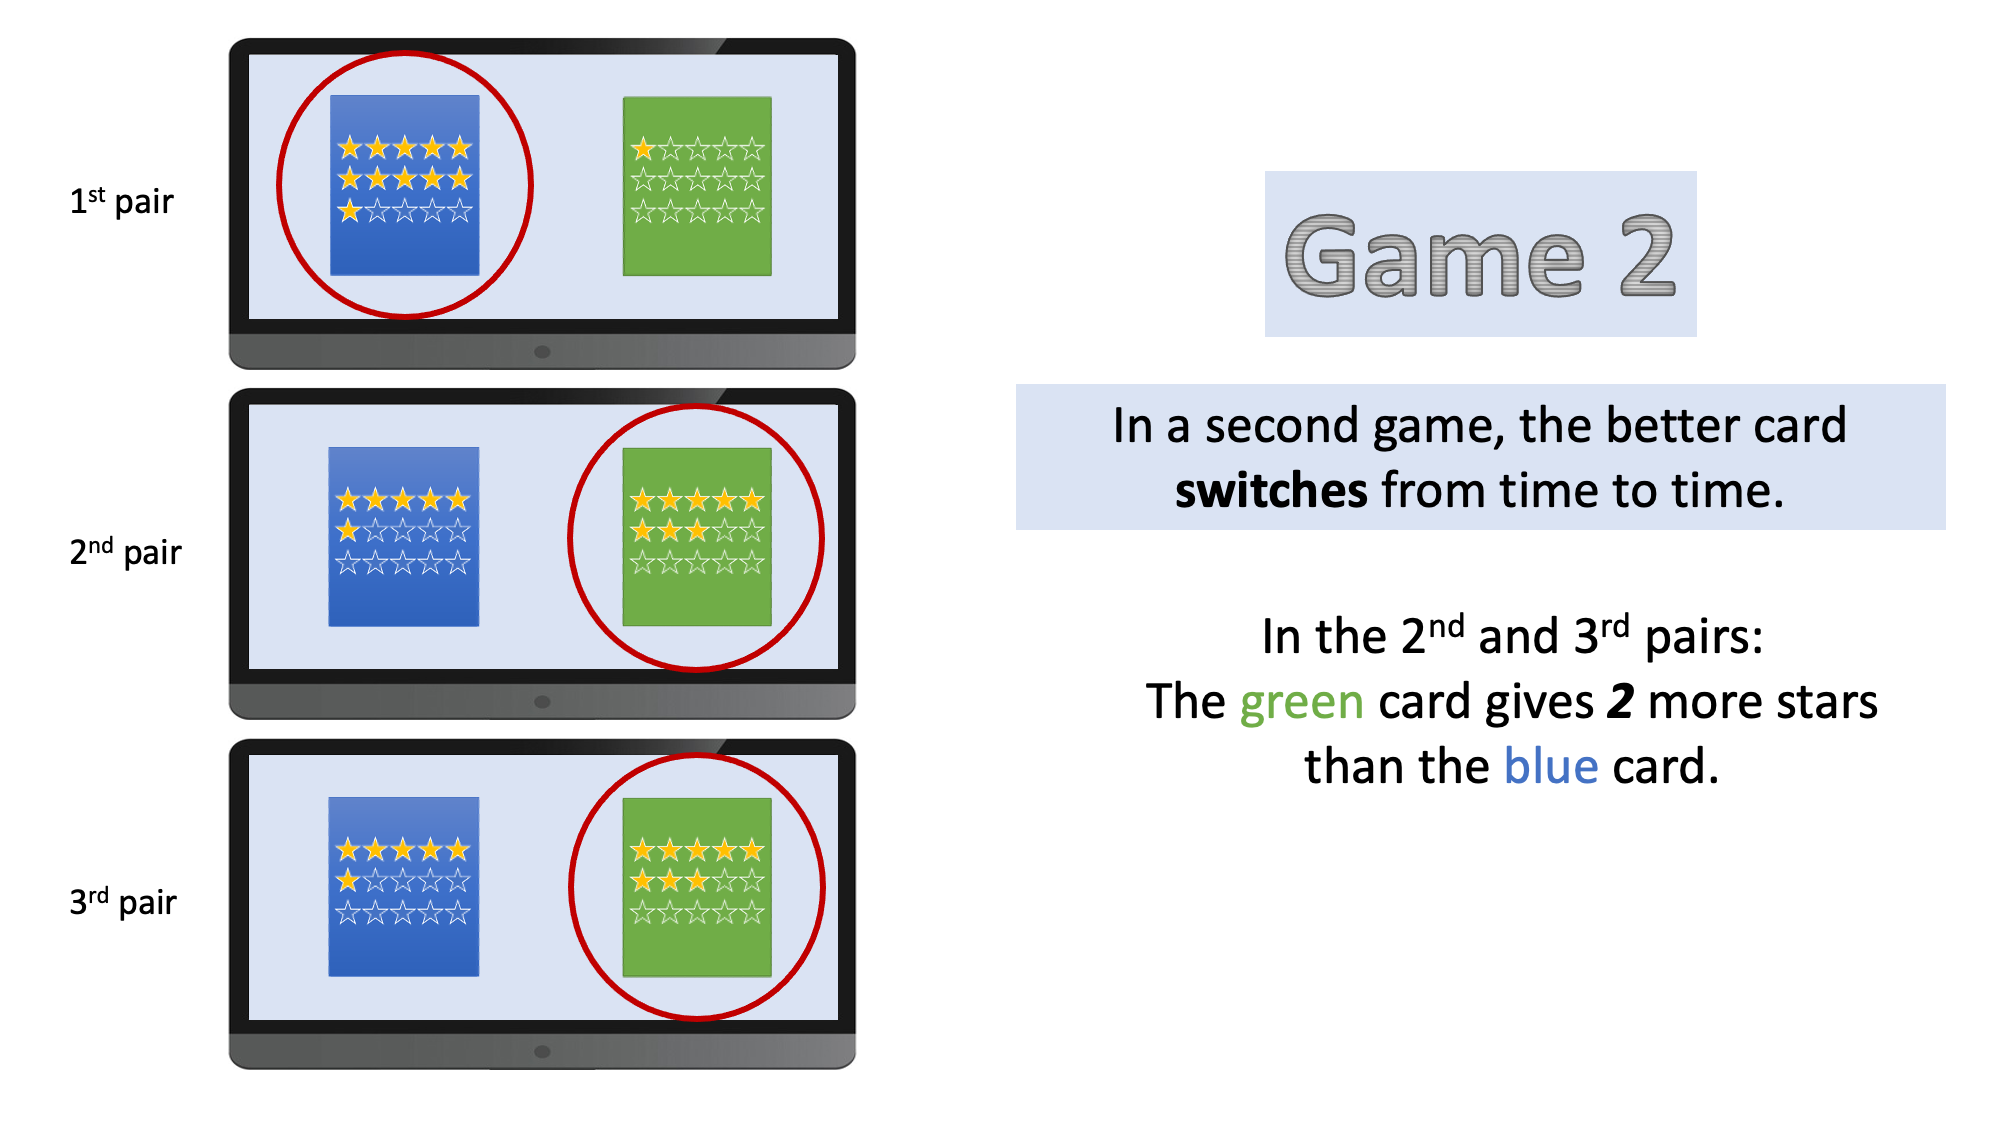 1st pair
2nd pair
3rd pair
Game 2
In a second game, the better card
switches from time to time.
In the 2nd and 3rd pairs:
The green card gives 2 more stars
than the blue card.